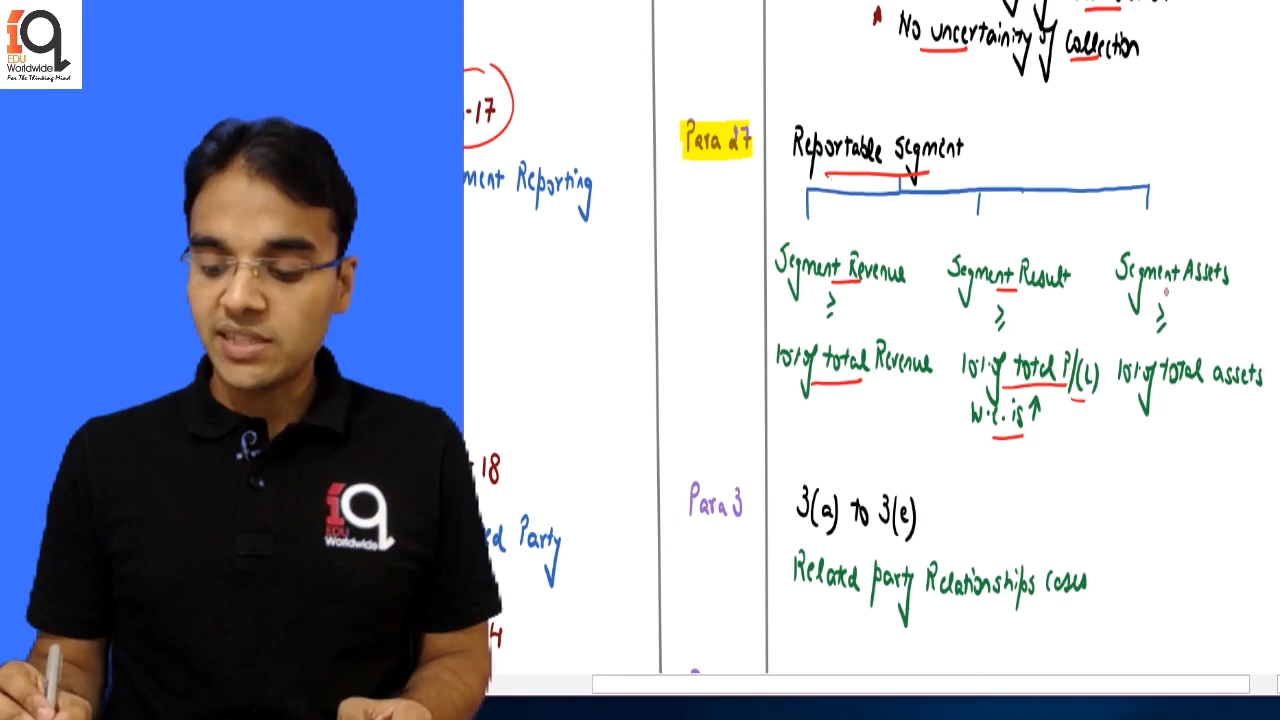 iq
EDU
Worldwide
For The Thinking Mind
No uncertainity of collection
-17
ment Reporting
Para 27
Reportable segment
Segment Revenue
≥
10% of total Revenue
Segment Result
≥
10% of total P/(L)
w.e. is ↑
Segment Assets
≥
10% of total assets
-18
ed Party
Para 3
3(a) to 3(e)
Related party Relationships cases
iq
EDU
Worldwide